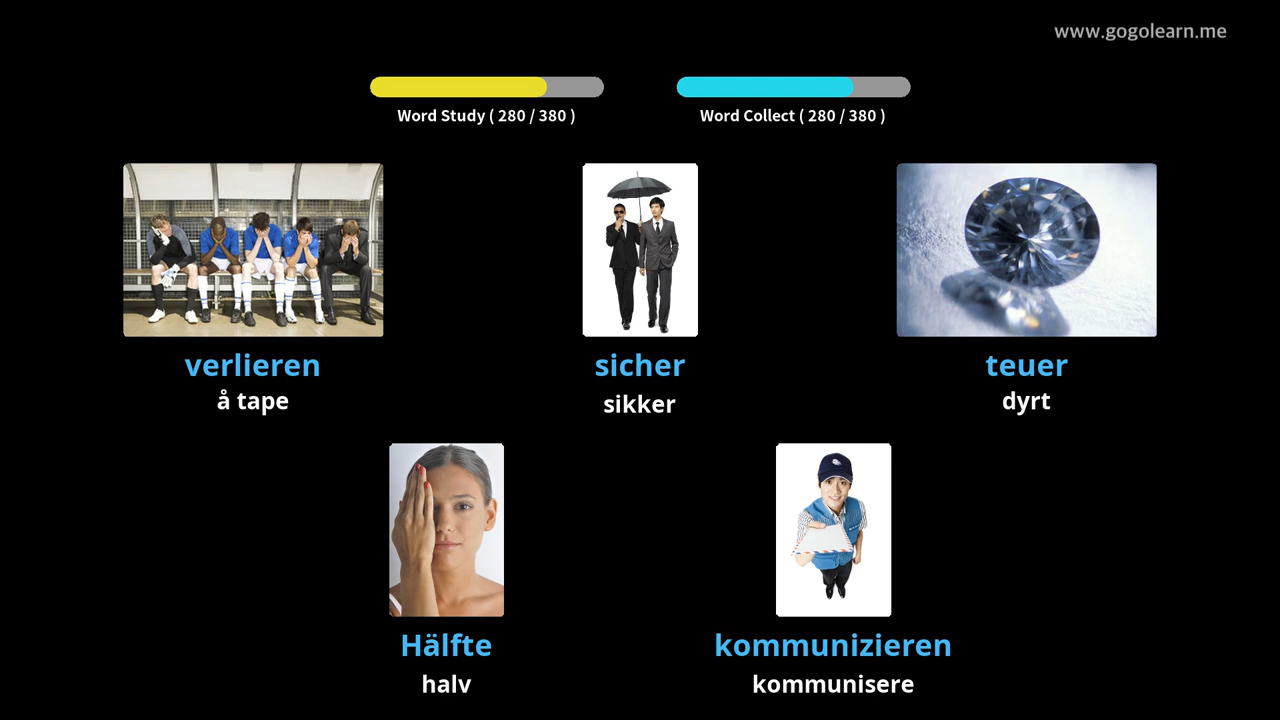 www.gogolearn.me
Word Study ( 280 / 380 )
Word Collect ( 280 / 380 )
verlieren
å tape
sicher
sikker
teuer
dyrt
Hälfte
halv
kommunizieren
kommunisere